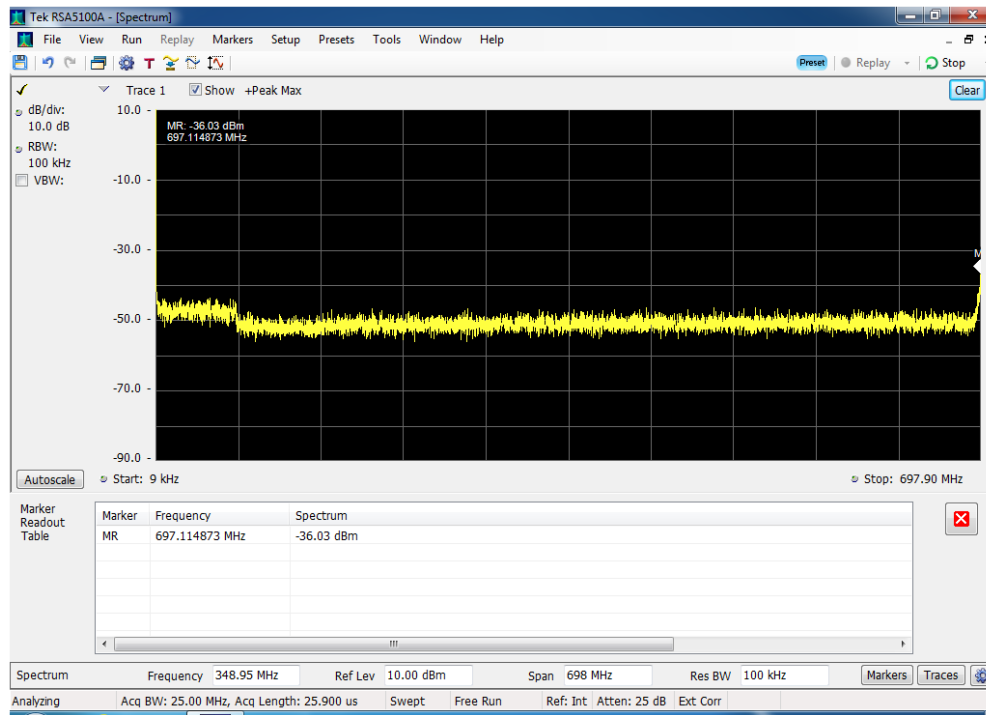 Tek RSA5100A - [Spectrum]
File View Run Replay Markers Setup Presets Tools Window Help
T Preset Replay Stop
Trace 1 Show +Peak Max Clear
dB/div: 10.0
10.0 dB
MR: -36.03 dBm
697.114873 MHz
RBW:
100 kHz
VBW: -10.0
-30.0
M
-50.0
-70.0
-90.0
Autoscale Start: 9 kHz Stop: 697.90 MHz
Marker
Readout
Table
Marker Frequency Spectrum
MR 697.114873 MHz -36.03 dBm
Spectrum Frequency 348.95 MHz Ref Lev 10.00 dBm Span 698 MHz Res BW 100 kHz Markers Traces
Analyzing Acq BW: 25.00 MHz, Acq Length: 25.900 us Swept Free Run Ref: Int Atten: 25 dB Ext Corr